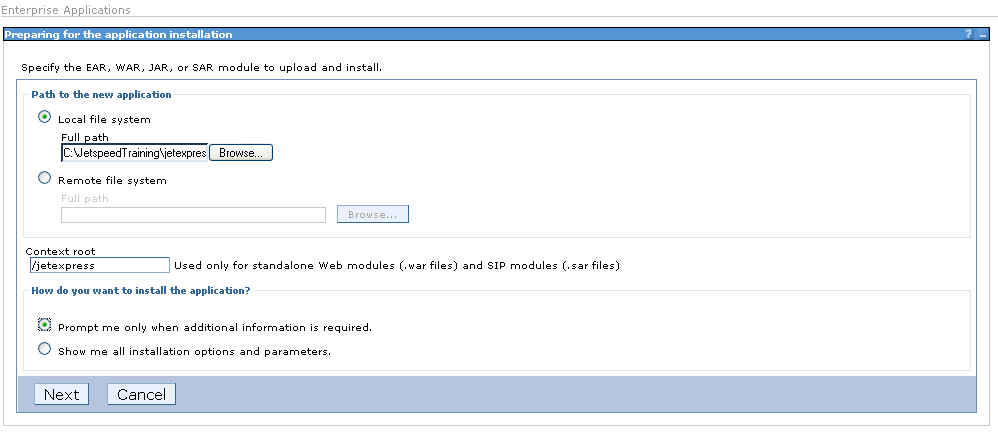 Enterprise Applications
Preparing for the application installation ? _
Specify the EAR, WAR, JAR, or SAR module to upload and install.
Path to the new application
Local file system
Full path
C:\JetspeedTraining\jetexpres Browse...
Remote file system
Full path
Browse...
Context root
/jetexpress Used only for standalone Web modules (.war files) and SIP modules (.sar files)
How do you want to install the application?
Prompt me only when additional information is required.
Show me all installation options and parameters.
Next Cancel